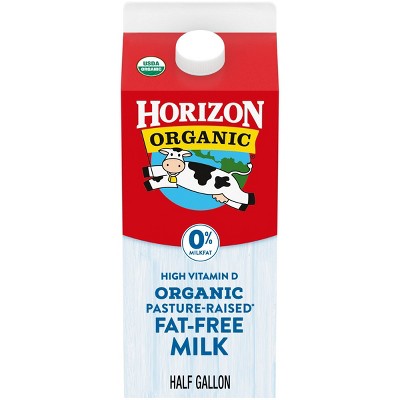 USDA
ORGANIC
HORIZON
ORGANIC
0%
MILKFAT
HIGH VITAMIN D
ORGANIC
PASTURE-RAISED*
FAT-FREE
MILK
HALF GALLON